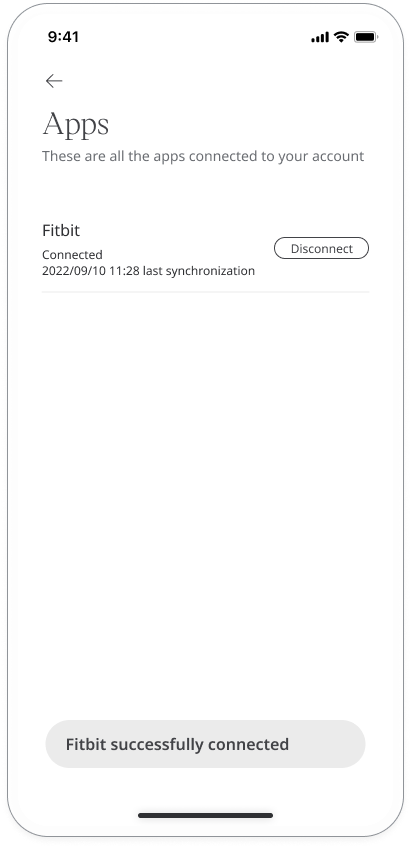 9:41
Apps
These are all the apps connected to your account
Fitbit
Connected
Disconnect
2022/09/10 11:28 last synchronization
Fitbit successfully connected